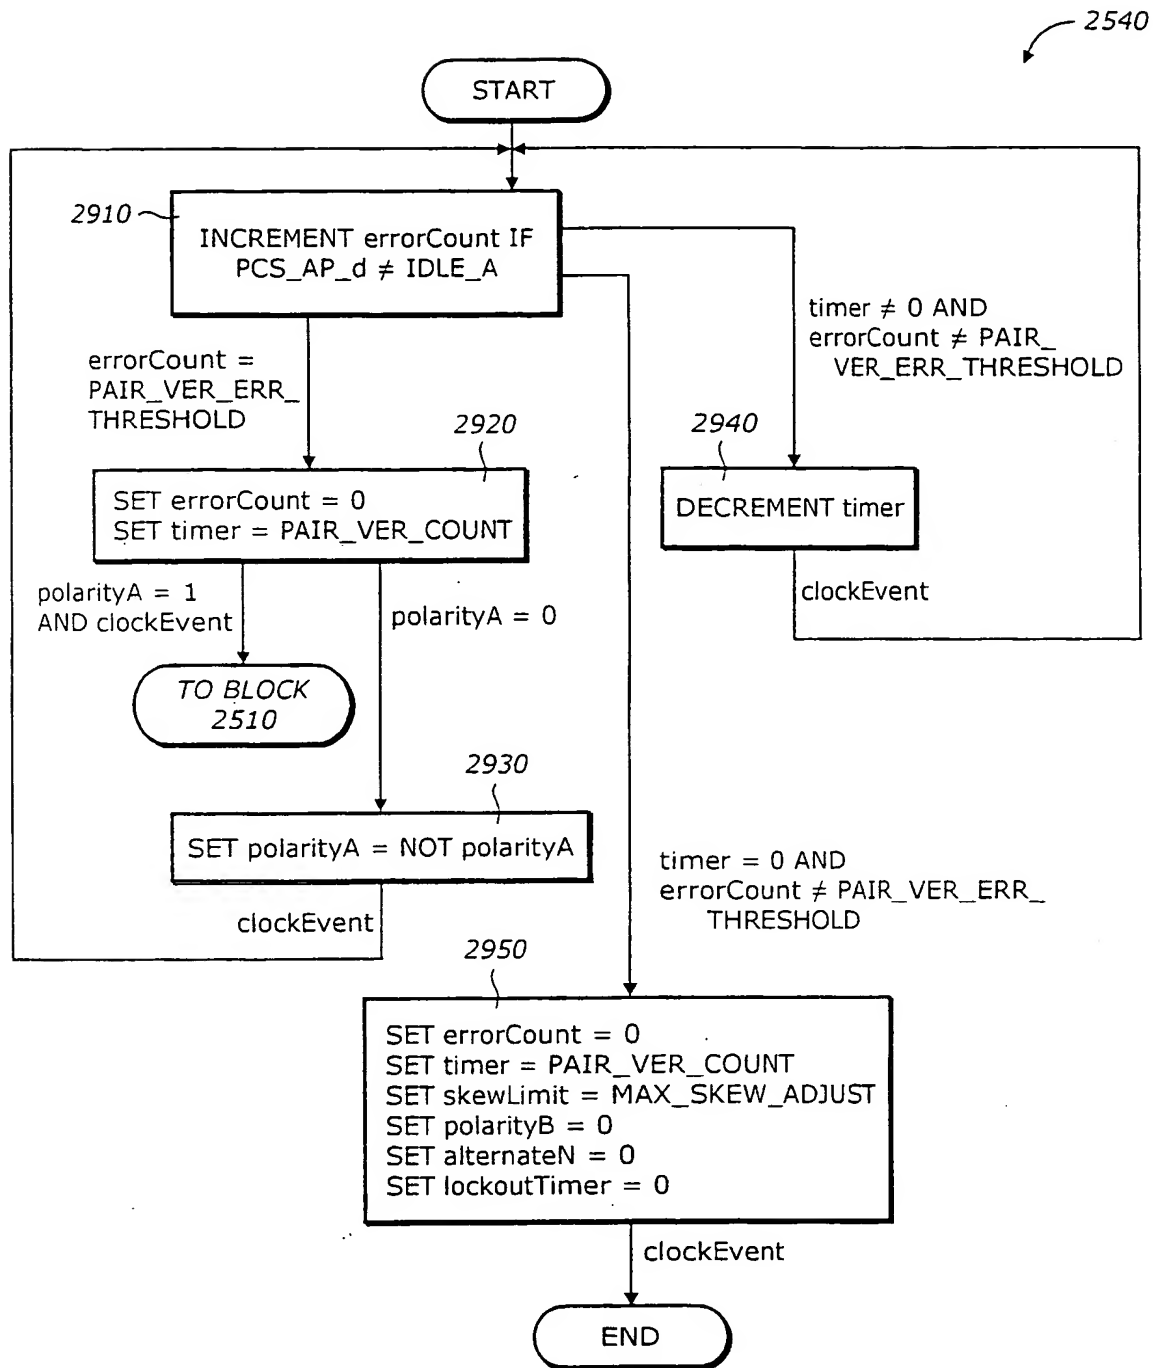 2540
START
2910
INCREMENT errorCount IF
PCS_AP_d ≠ IDLE_A
timer ≠ 0 AND
errorCount ≠ PAIR_
VER_ERR_THRESHOLD
errorCount =
PAIR_VER_ERR_
THRESHOLD
2920
2940
SET errorCount = 0
SET timer = PAIR_VER_COUNT
DECREMENT timer
polarityA = 1
AND clockEvent
polarityA = 0
clockEvent
TO BLOCK
2510
2930
SET polarityA = NOT polarityA
timer = 0 AND
errorCount ≠ PAIR_VER_ERR_
THRESHOLD
clockEvent
2950
SET errorCount = 0
SET timer = PAIR_VER_COUNT
SET skewLimit = MAX_SKEW_ADJUST
SET polarityB = 0
SET alternateN = 0
SET lockoutTimer = 0
clockEvent
END